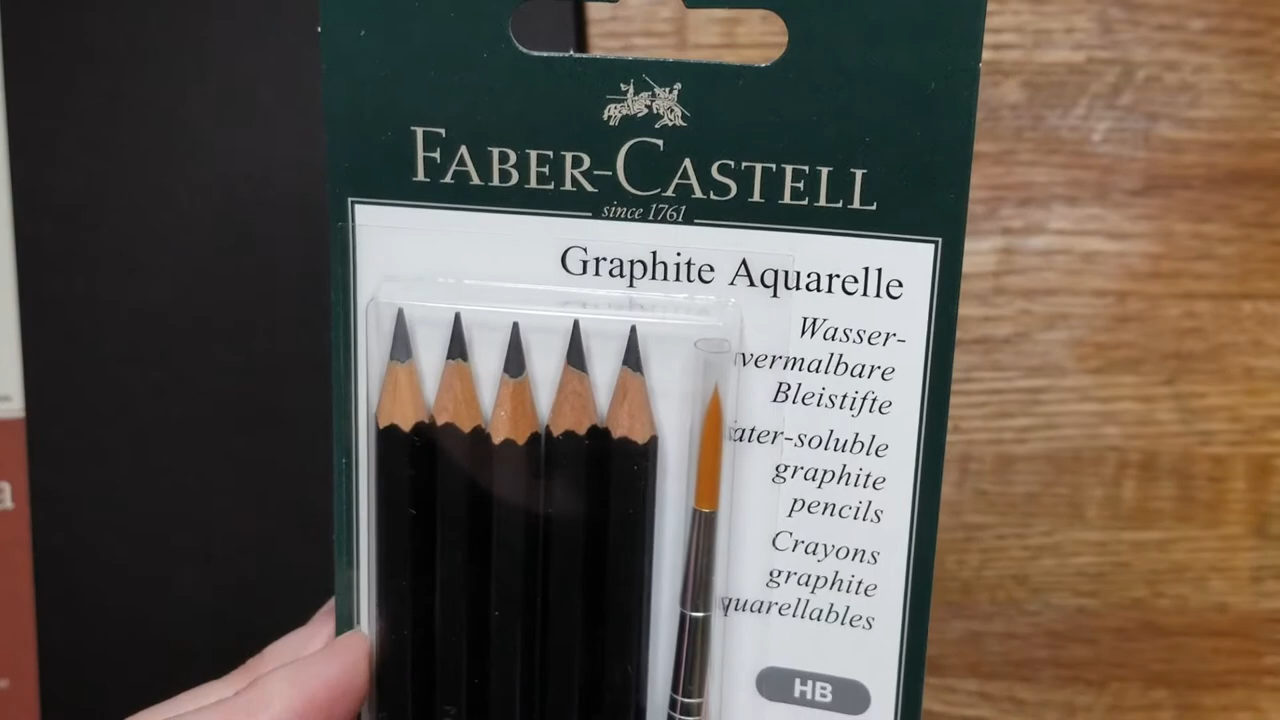 FABER-CASTELL
since 1761
Graphite Aquarelle
Wasser-
vermalbare
Bleistifte
ater-soluble
graphite
pencils
Crayons
graphite
quarellables
HB
a